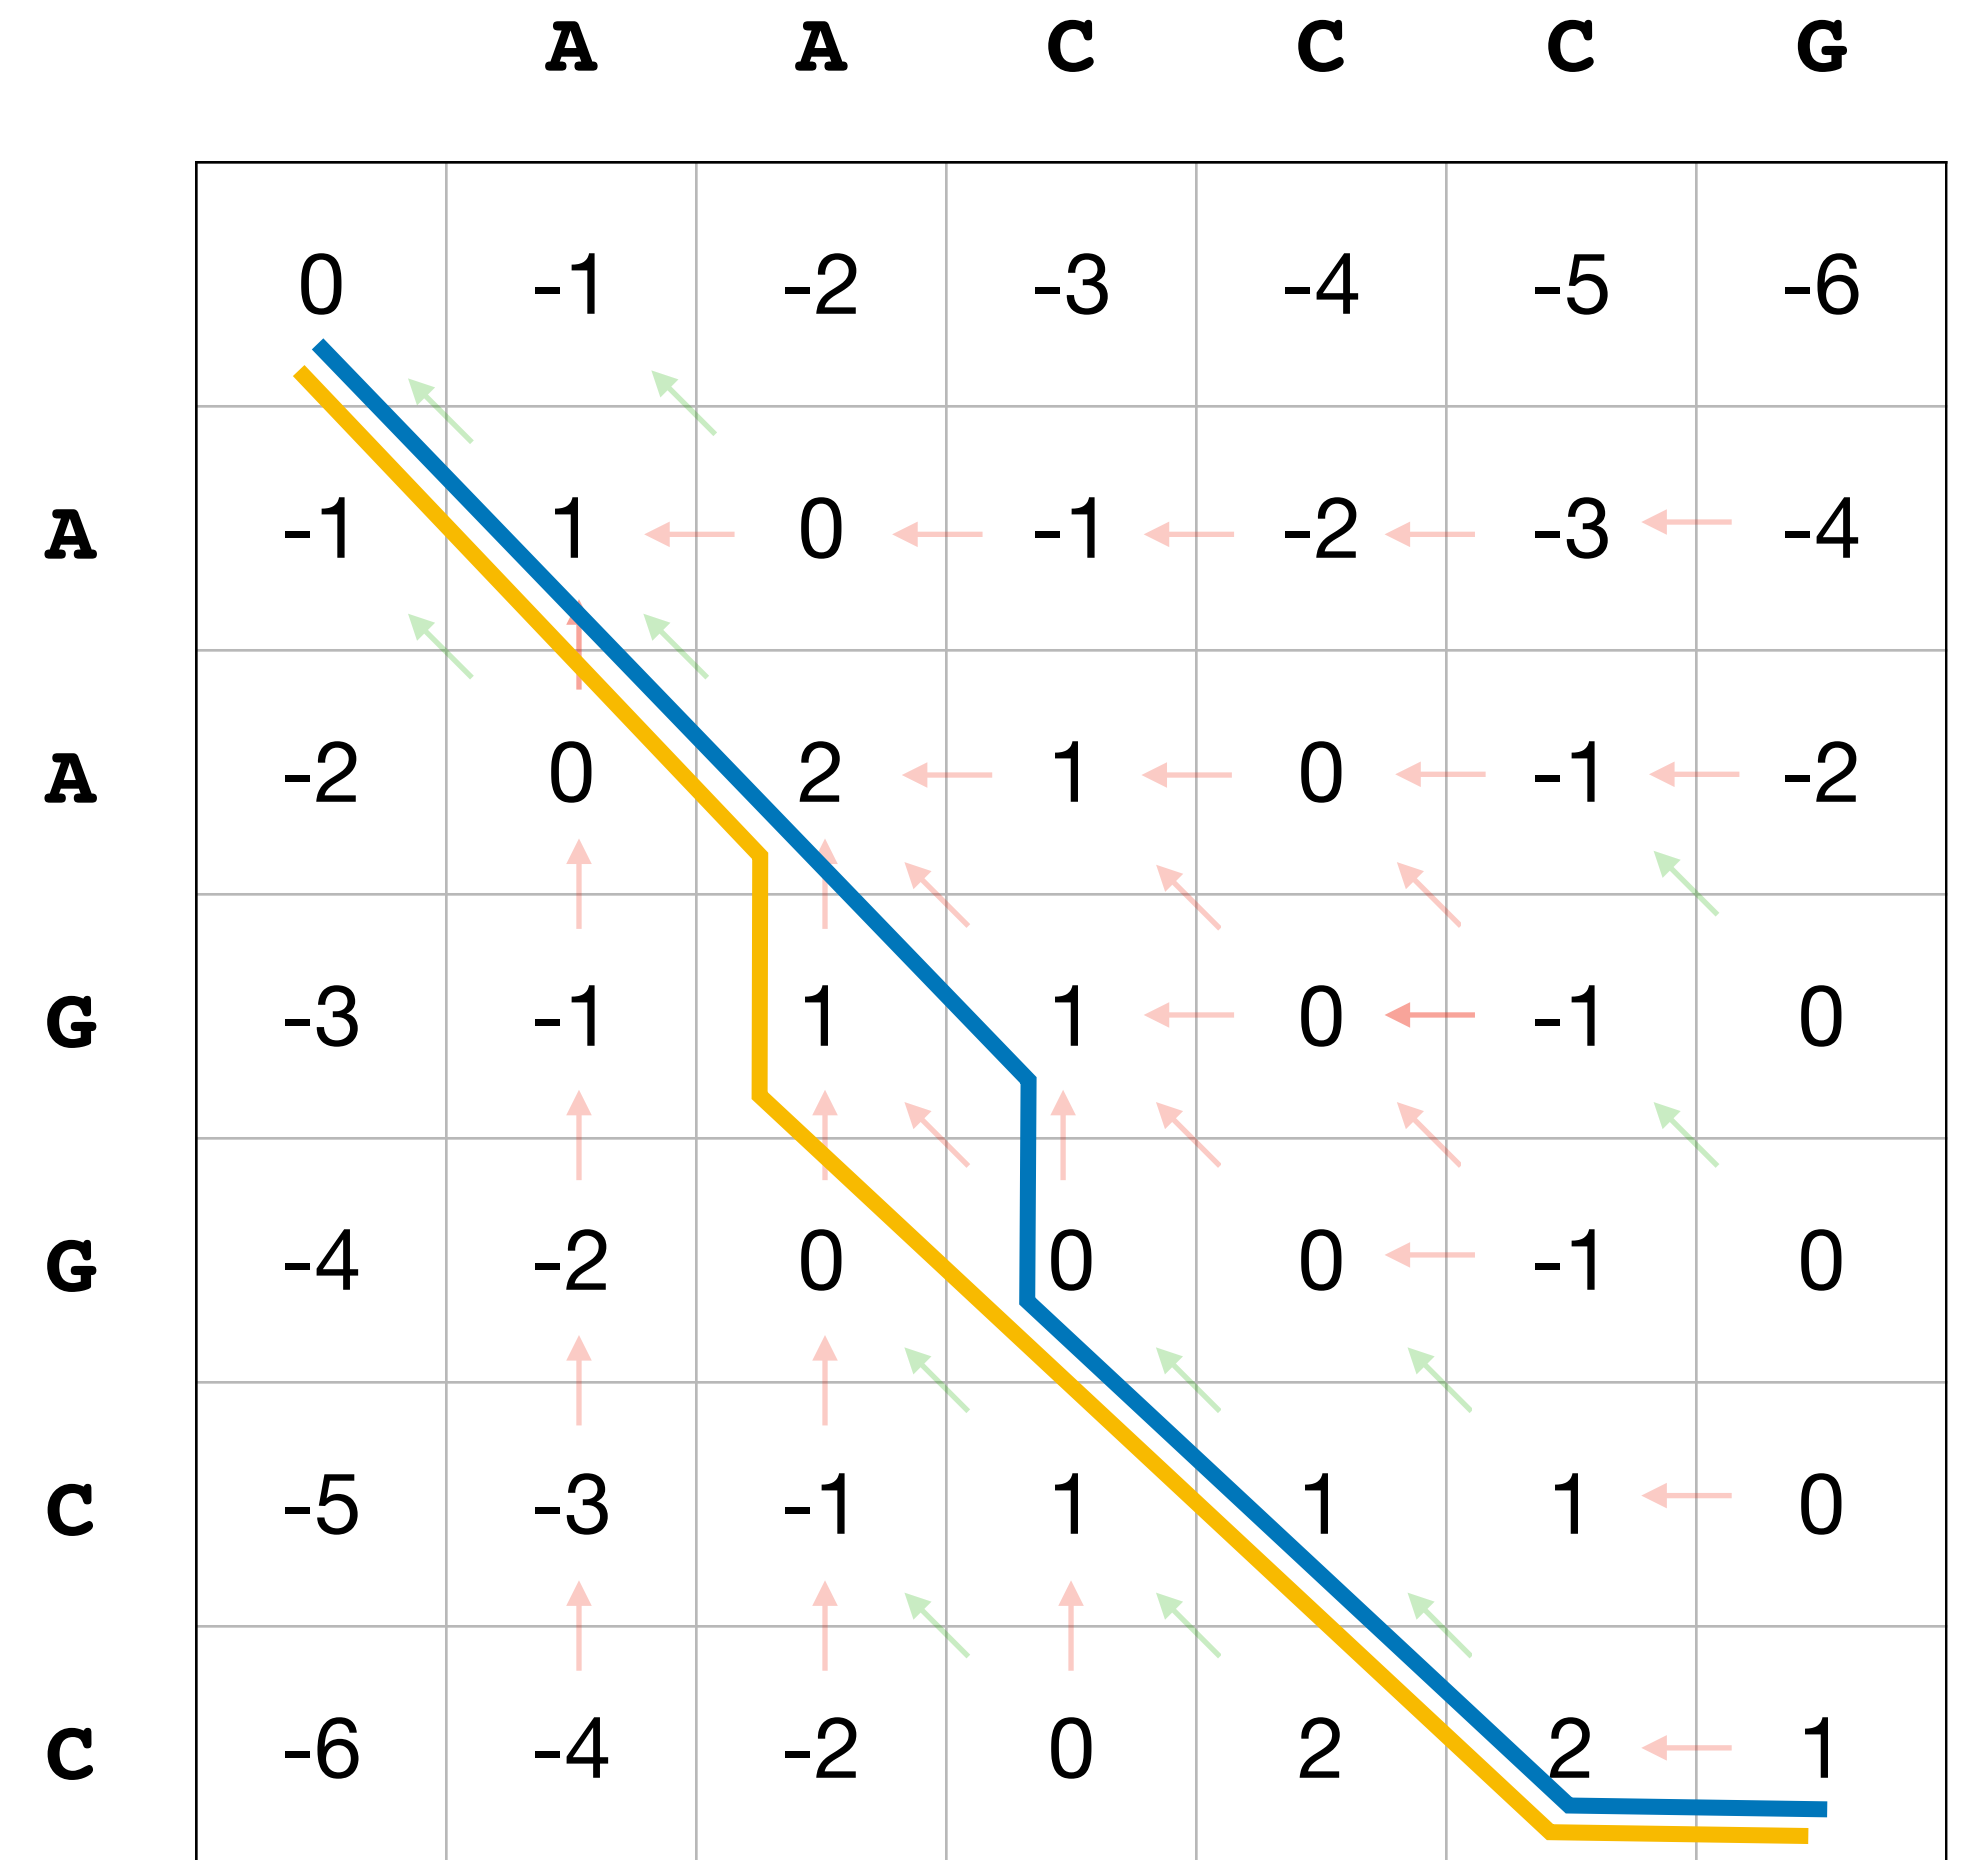 A A C C C G
0 -1 -2 -3 -4 -5 -6
A -1 1 0 -1 -2 -3 -4
A -2 0 2 1 0 -1 -2
G -3 -1 1 1 0 -1 0
G -4 -2 0 0 0 -1 0
C -5 -3 -1 1 1 1 0
C -6 -4 -2 0 2 2 1